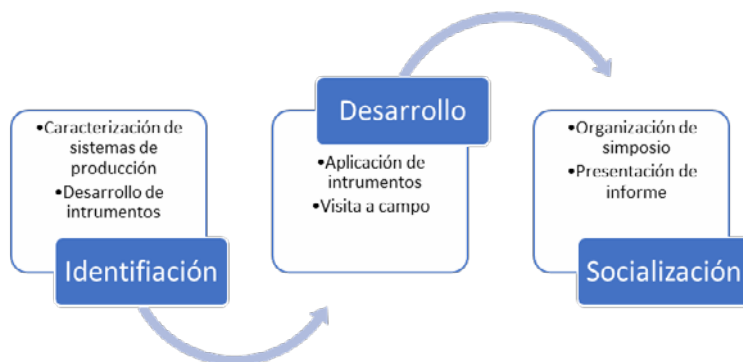 •Caracterización de
sistemas de
producción
•Desarrollo de
intrumentos
Identifiación
Desarrollo
•Aplicación de
intrumentos
•Visita a campo
•Organización de
simposio
•Presentación de
informe
Socialización